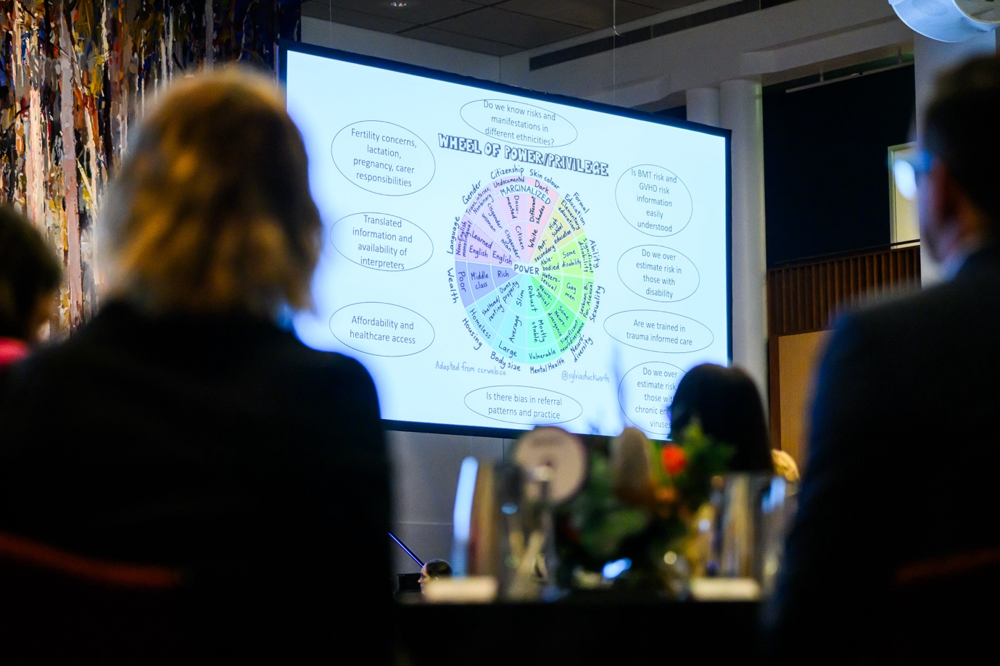 Do we know risks and
manifestations in
different ethnicities?
Fertility concerns,
lactation,
pregnancy, carer
responsibilities
Translated
information and
availability of
interpreters
Affordability and
healthcare access
WHEEL OF POWER/PRIVILEGE
Citizenship
Undocumented
Documented
Citizen
Skin colour
Dark
Different
shades
White
Formal
Education
Elementary
education
High
school
education
Post-
secondary
Ability
Significant
disability
Some
disability
Able-
bodied
Sexuality
Lesbian, Bi,
Pan, Asexual
Gay
men
Hetero-
sexual
Neuro-
diversity
Significant
neurodivergence
Some
Neuro-
divergence
Neuro-
typical
Mental Health
Vulnerable
Mostly
stable
Robust
Body size
Large
Average
Slim
Housing
Homeless
Sheltered/
renting
Owns
property
Wealth
Poor
Middle
class
Rich
Language
Non-English
monolingual
Learned
English
English
Gender
Trans, intersex,
Nonbinary
Cisgender
woman
Cisgender
man
MARGINALIZED
POWER
Adapted from ccrweb.ca
@sylviaduckworth
Is BMT risk and
GVHD risk
information
easily
understood
Do we over
estimate risk in
those with
disability
Are we trained in
trauma informed care
Do we over
estimate risk
those with
chronic
viruses
Is there bias in referral
patterns and practice